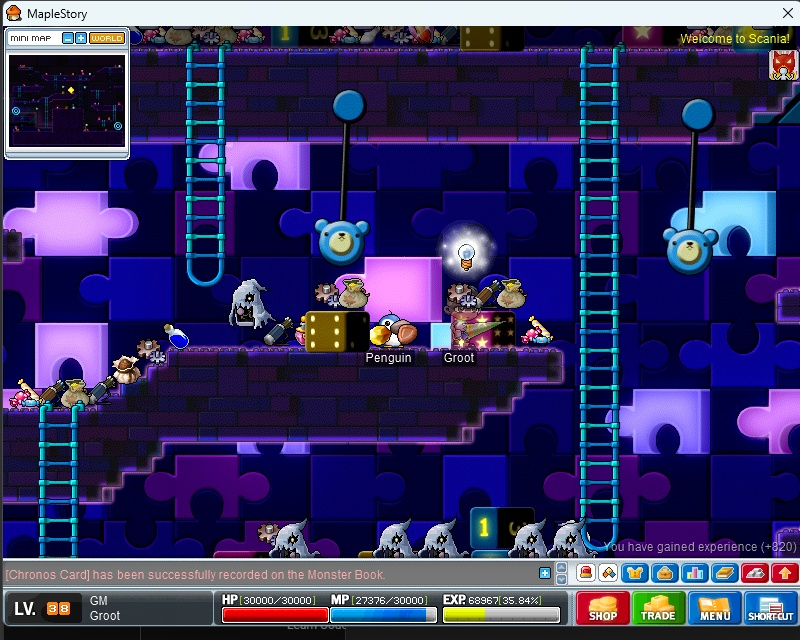 MapleStory
MINI MAP
WORLD
Welcome to Scania!
1
Penguin
Groot
1
You have gained experience (+820)
[Chronos Card] has been successfully recorded on the Monster Book.
LV. 38
GM
Groot
HP[30000/30000] MP[27376/30000] EXP.68967[35.84%]
SHOP
TRADE
MENU
SHORTCUT